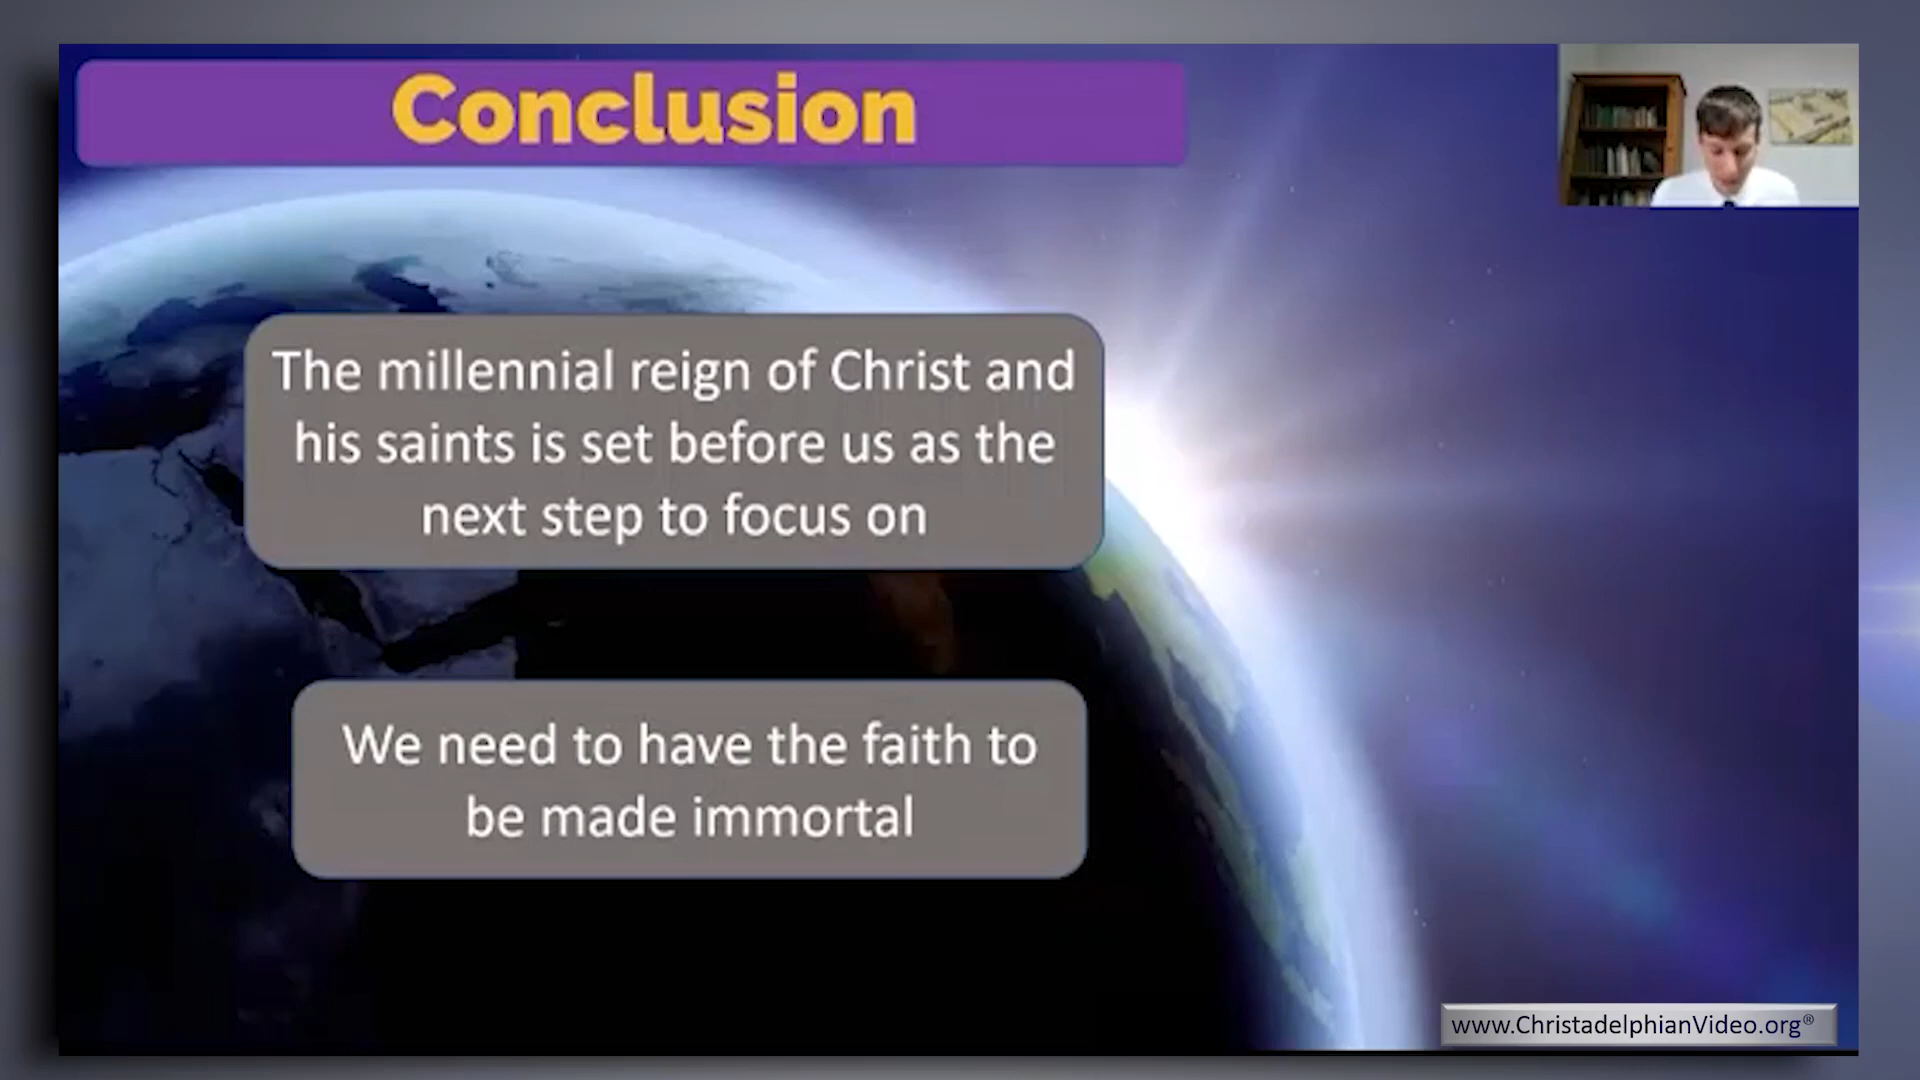 Conclusion
The millennial reign of Christ and
his saints is set before us as the
next step to focus on
We need to have the faith to
be made immortal
www.ChristadelphianVideo.org®